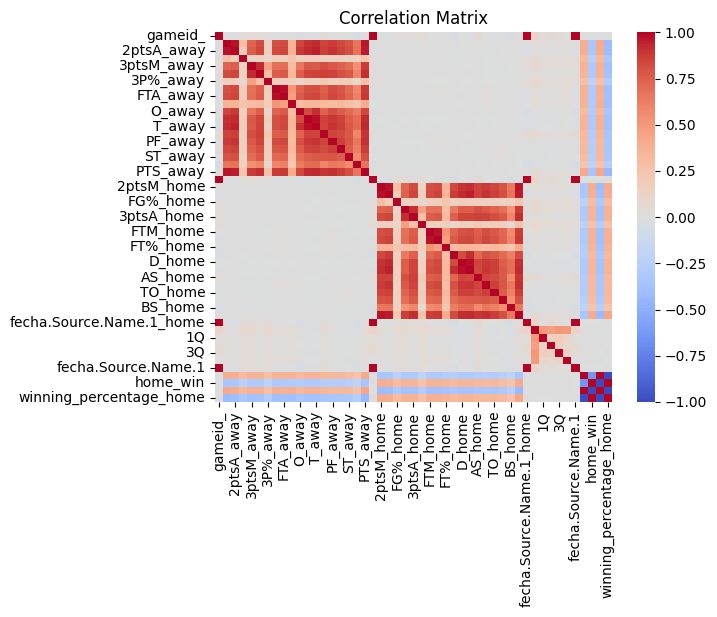 Correlation Matrix
gameid_
2ptsA_away
3ptsM_away
3P%_away
FTA_away
O_away
T_away
PF_away
ST_away
PTS_away
2ptsM_home
FG%_home
3ptsA_home
FTM_home
FT%_home
D_home
AS_home
TO_home
BS_home
fecha.Source.Name.1_home
1Q
3Q
fecha.Source.Name.1
home_win
winning_percentage_home
gameid_
2ptsA_away
3ptsM_away
3P%_away
FTA_away
O_away
T_away
PF_away
ST_away
PTS_away
2ptsM_home
FG%_home
3ptsA_home
FTM_home
FT%_home
D_home
AS_home
TO_home
BS_home
fecha.Source.Name.1_home
1Q
3Q
fecha.Source.Name.1
home_win
winning_percentage_home
1.00
0.75
0.50
0.25
0.00
−0.25
−0.50
−0.75
−1.00